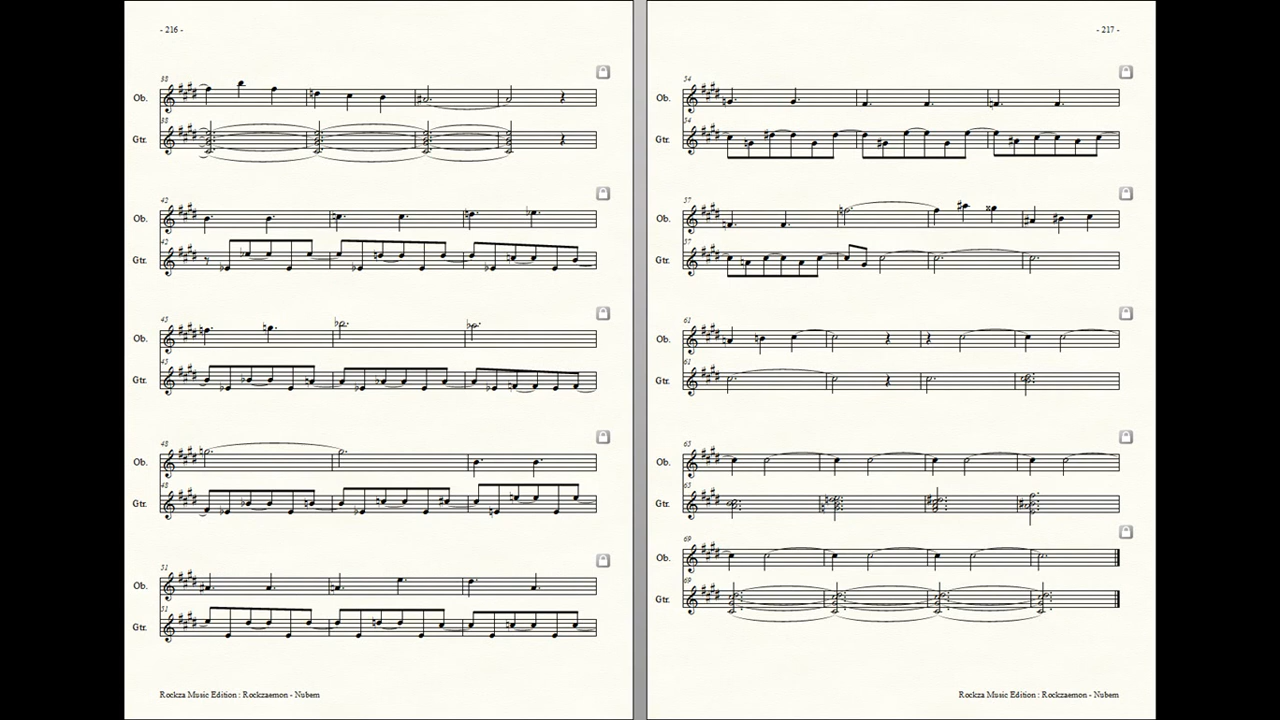 - 216 -
38
Ob.
38
Gtr.
42
Ob.
42
Gtr.
45
Ob.
45
Gtr.
48
Ob.
48
Gtr.
51
Ob.
51
Gtr.
Rockza Music Edition : Rockzaemon - Nubem
- 217 -
54
Ob.
54
Gtr.
57
Ob.
57
Gtr.
61
Ob.
61
Gtr.
65
Ob.
65
Gtr.
69
Ob.
69
Gtr.
Rockza Music Edition : Rockzaemon - Nubem